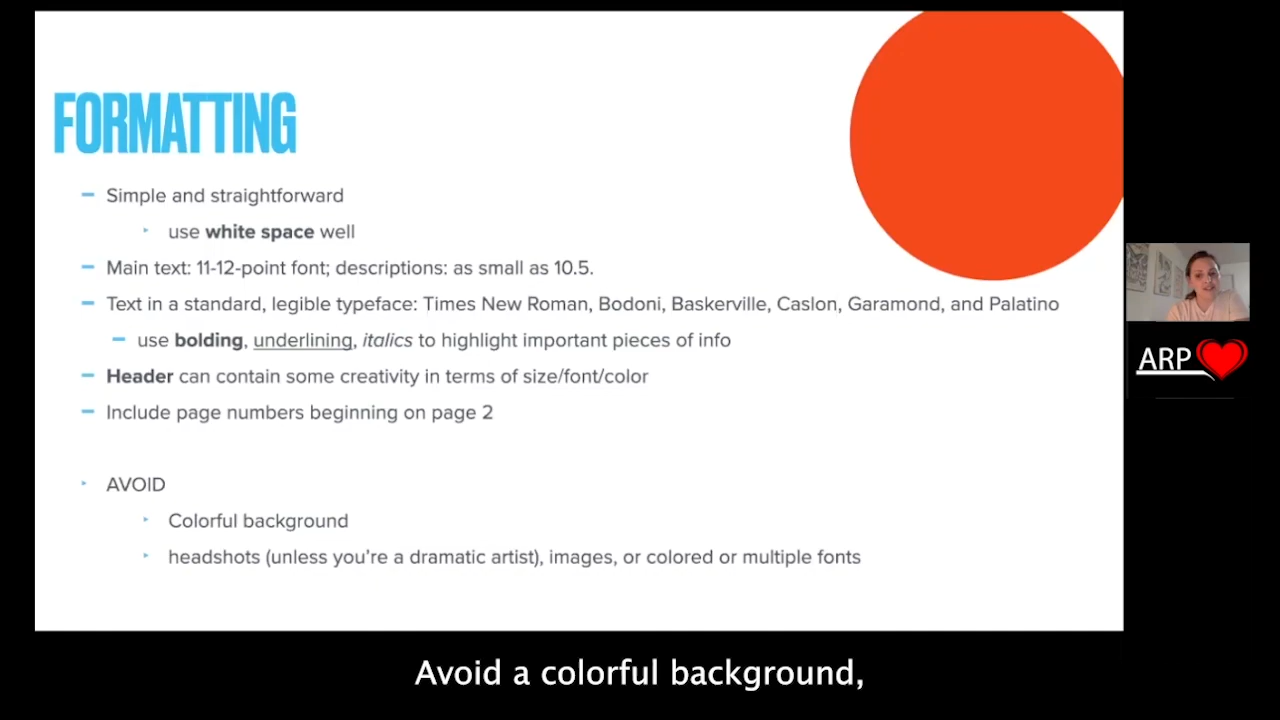 FORMATTING
Simple and straightforward
use white space well
Main text: 11-12-point font; descriptions: as small as 10.5.
Text in a standard, legible typeface: Times New Roman, Bodoni, Baskerville, Caslon, Garamond, and Palatino
use bolding, underlining, italics to highlight important pieces of info
Header can contain some creativity in terms of size/font/color
Include page numbers beginning on page 2
AVOID
Colorful background
headshots (unless you're a dramatic artist), images, or colored or multiple fonts
ARP
Avoid a colorful background,